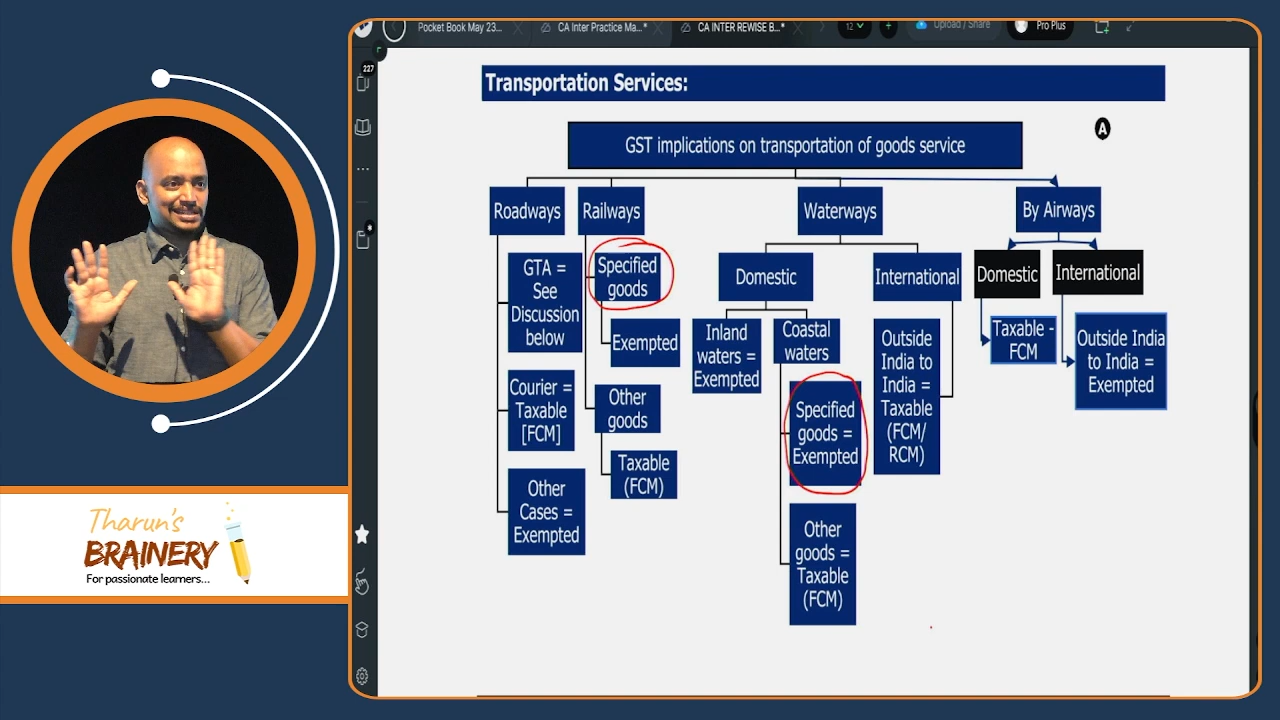 Pocket Book May 23...
CA Inter Practice Ma...*
CA INTER REWISE B...*
12
Upload / Share
Pro Plus
227
Transportation Services:
A
GST implications on transportation of goods service
Roadways
Railways
Waterways
By Airways
GTA =
See
Discussion
below
Courier =
Taxable
[FCM]
Other
Cases =
Exempted
Specified
goods
Exempted
Other
goods
Taxable
(FCM)
Domestic
International
Inland
waters =
Exempted
Coastal
waters
Specified
goods =
Exempted
Other
goods =
Taxable
(FCM)
Outside
India to
India =
Taxable
(FCM/
RCM)
Domestic
International
Taxable -
FCM
Outside India
to India =
Exempted
Tharun's
BRAINERY
For passionate learners...